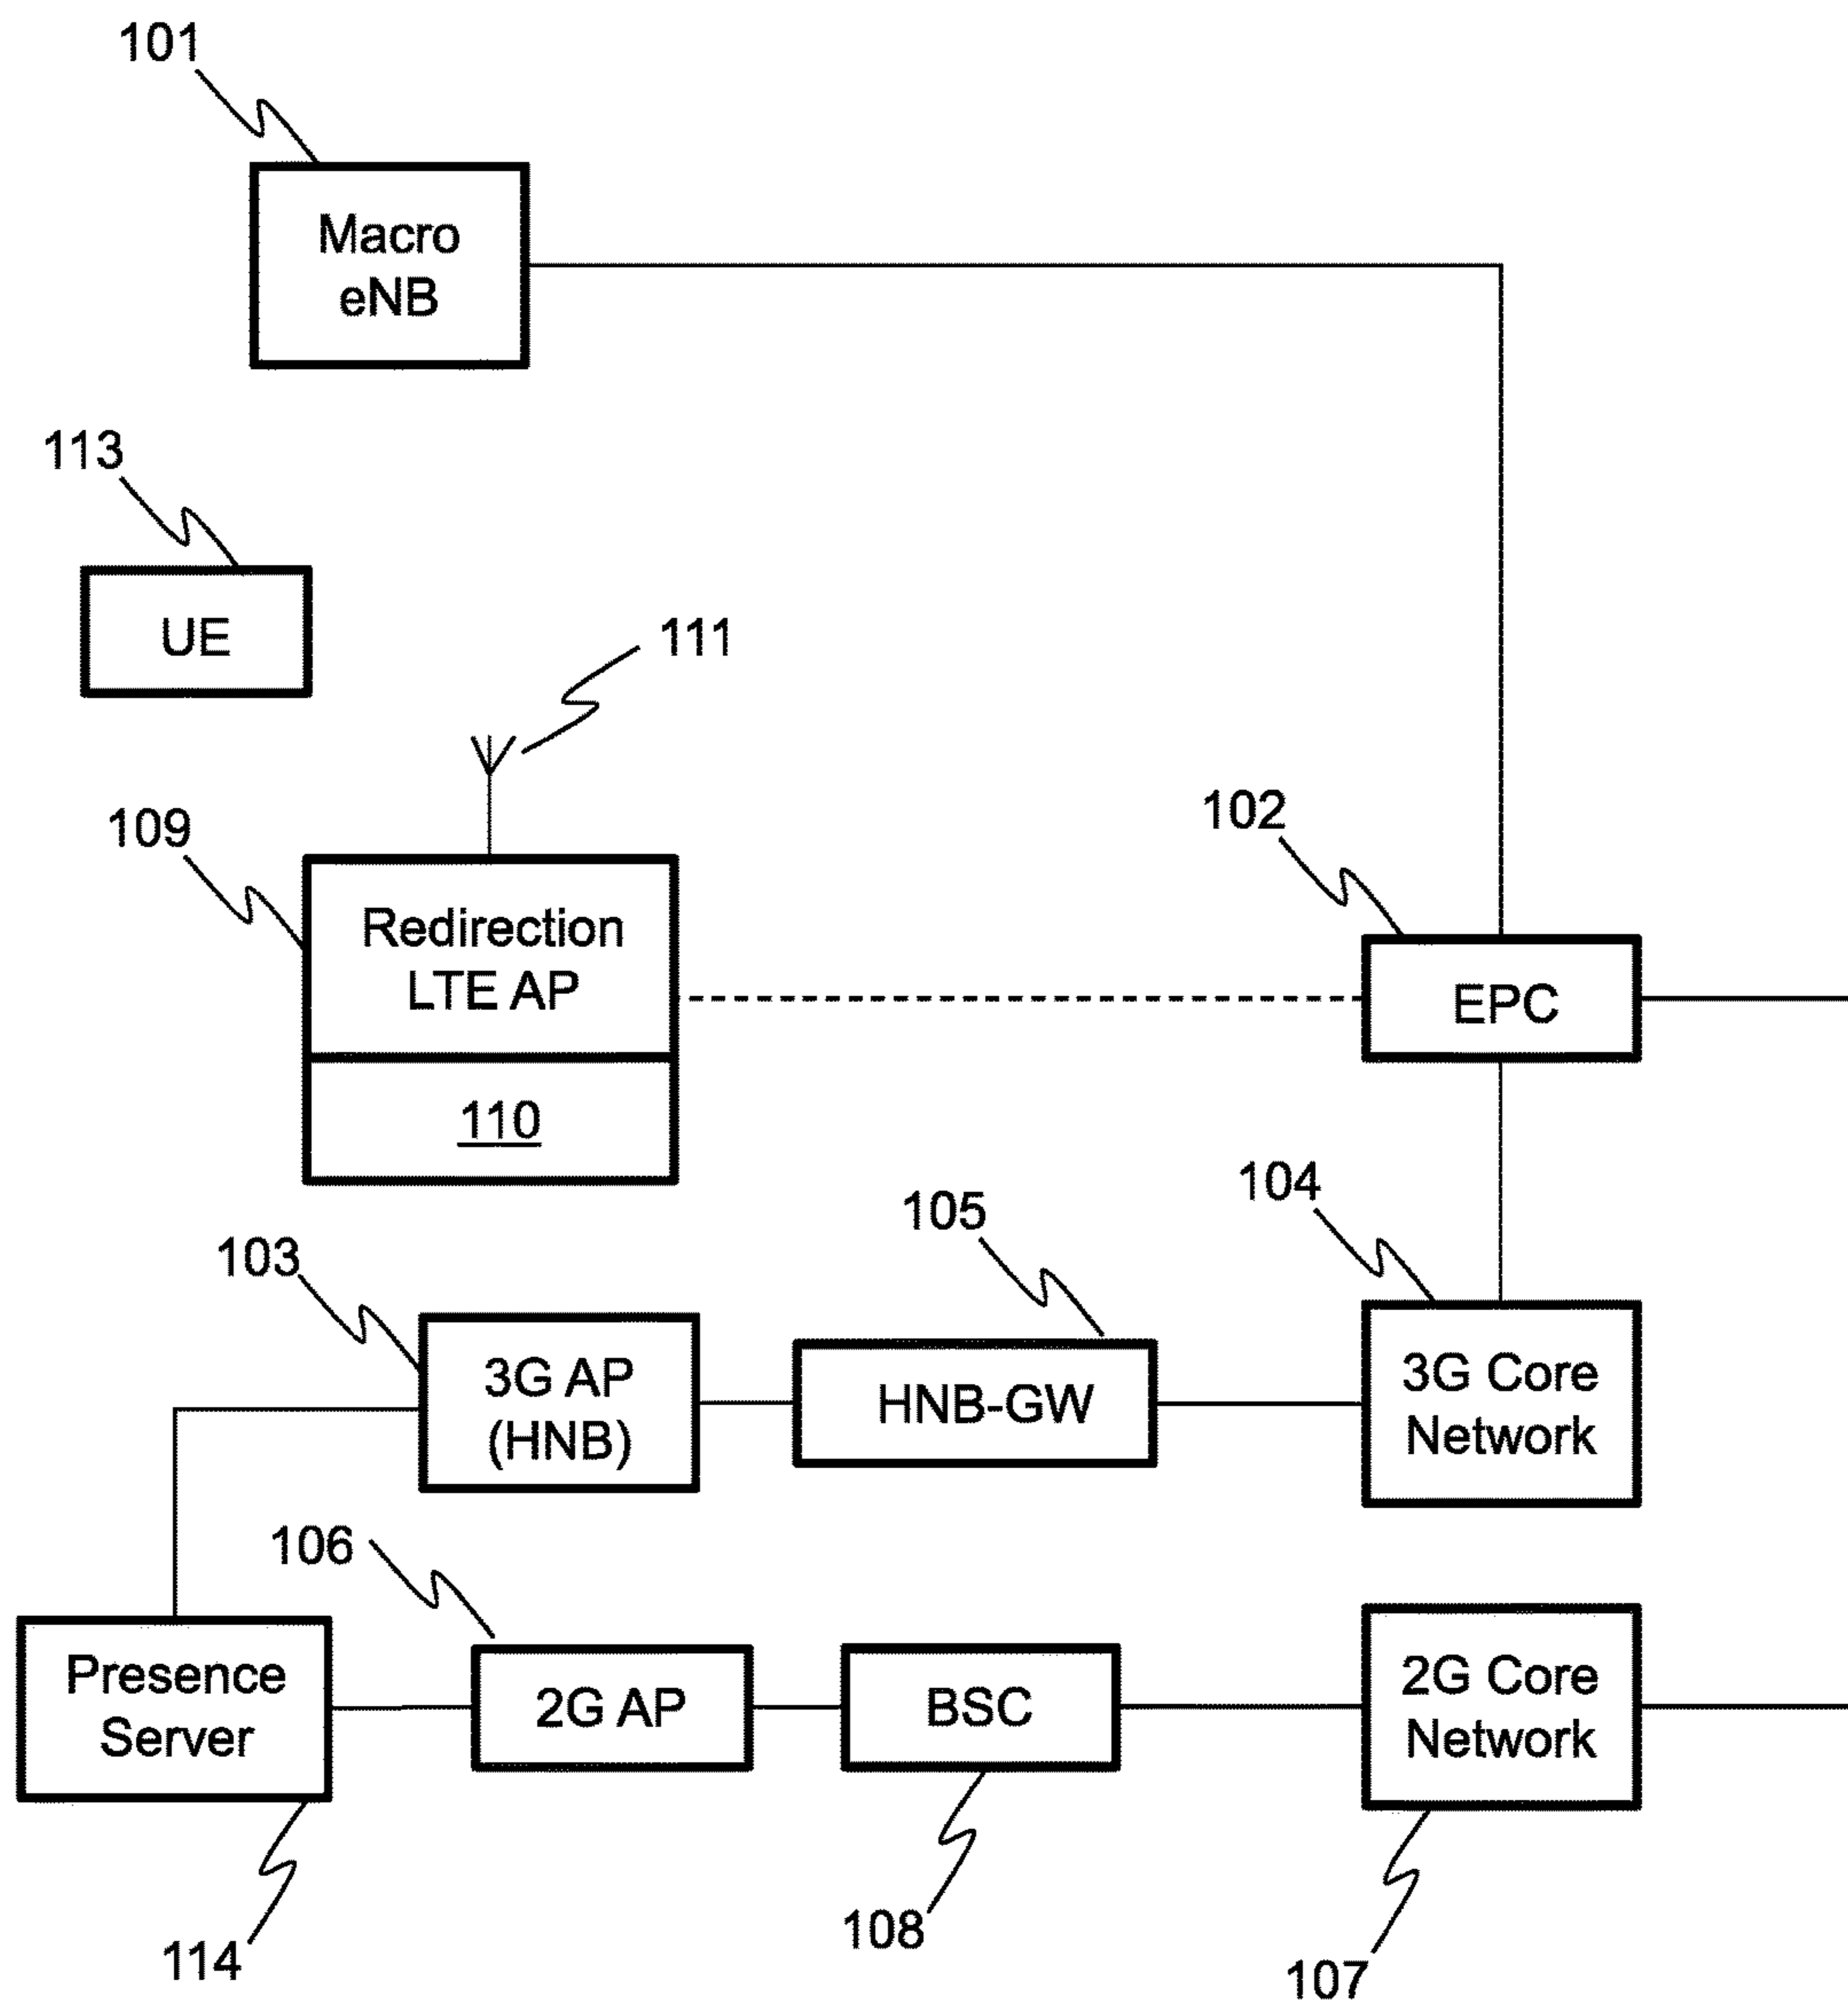 101
Macro
eNB
113
UE
111
109
102
Redirection
LTE AP
EPC
110
104
105
103
3G AP
(HNB)
HNB-GW
3G Core
Network
106
Presence
Server
2G AP
BSC
2G Core
Network
108
114
107